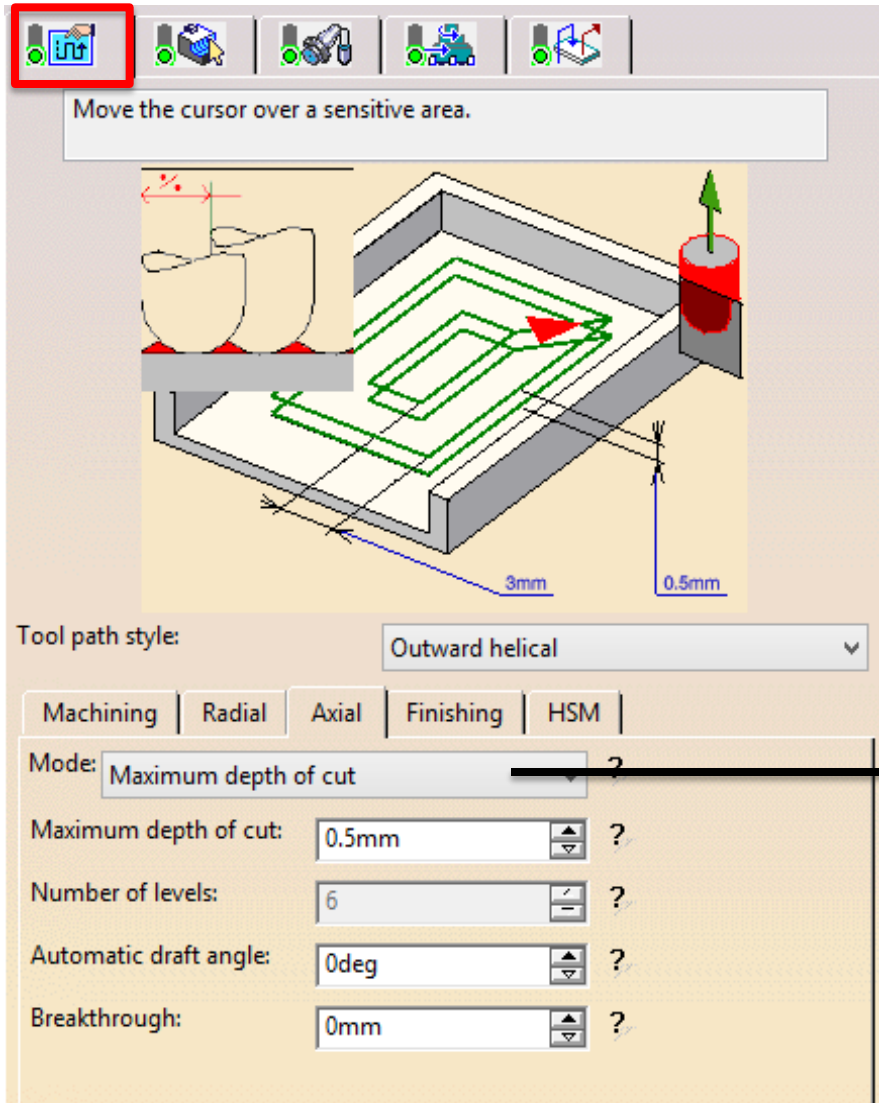 Move the cursor over a sensitive area.
%
3mm
0.5mm
Tool path style:
Outward helical
Machining Radial Axial Finishing HSM
Mode: Maximum depth of cut ?
Maximum depth of cut: 0.5mm ?
Number of levels: 6 ?
Automatic draft angle: 0deg ?
Breakthrough: 0mm ?